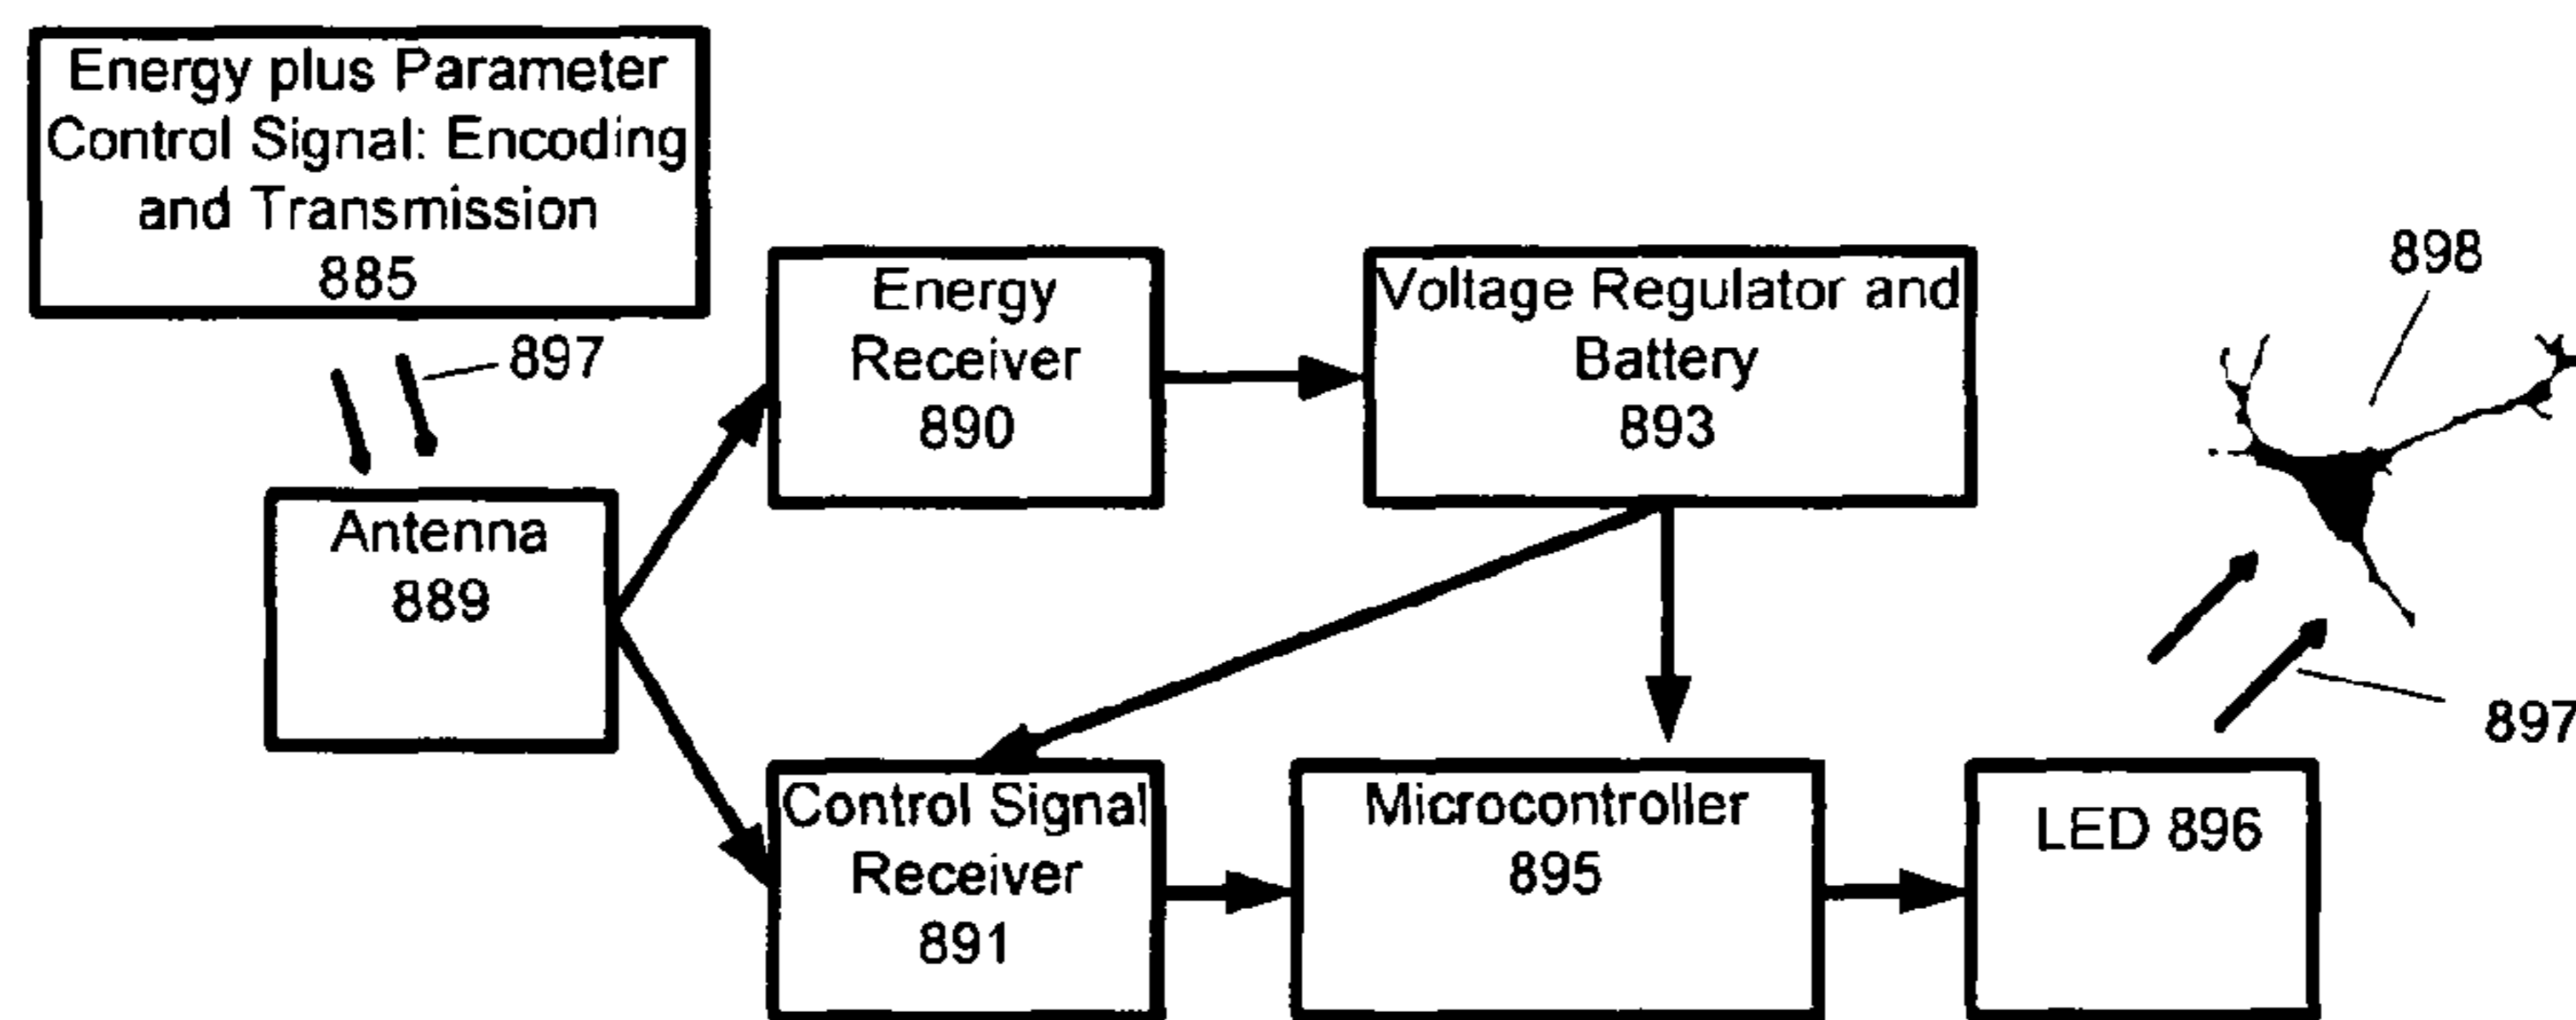 Energy plus Parameter
Control Signal: Encoding
and Transmission
885
897
Antenna
889
Energy
Receiver
890
Voltage Regulator and
Battery
893
898
Control Signal
Receiver
891
Microcontroller
895
LED 896
897